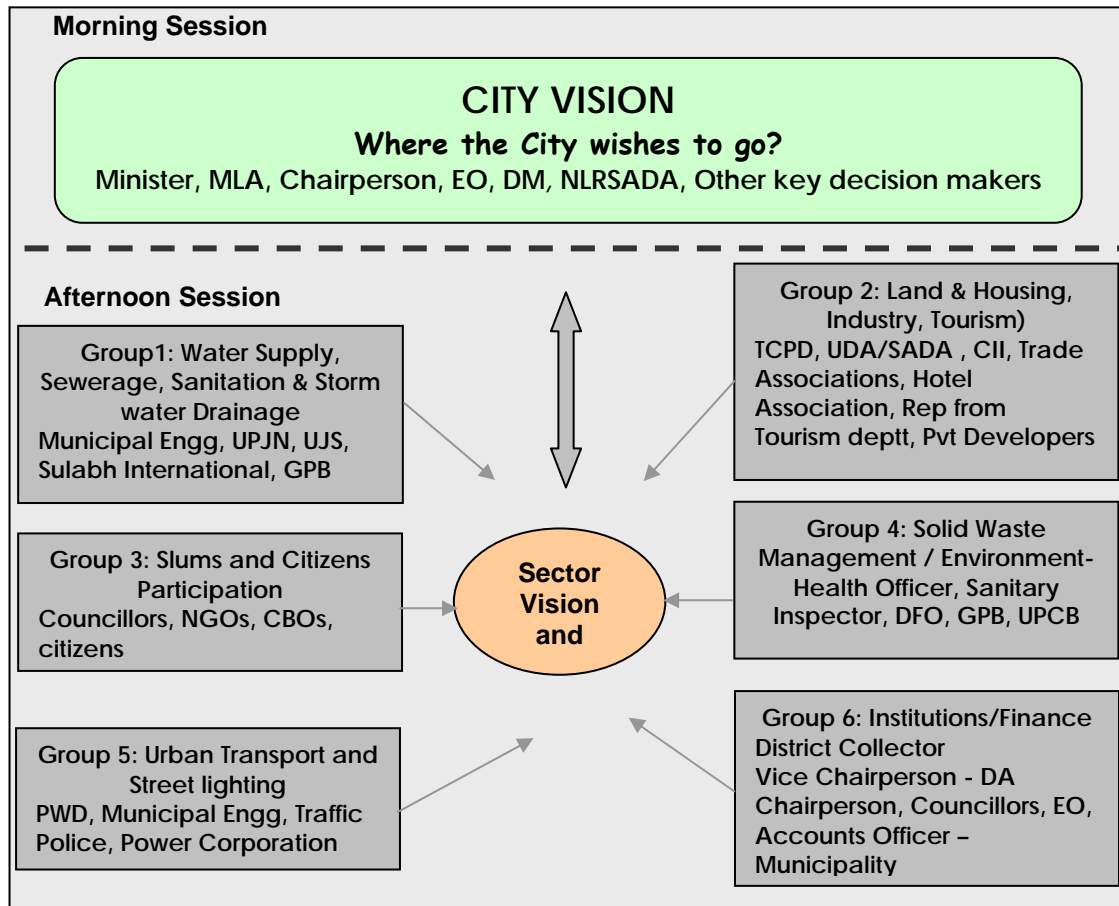 Morning Session
CITY VISION
Where the City wishes to go?
Minister, MLA, Chairperson, EO, DM, NLRSADA, Other key decision makers
Afternoon Session
Group1: Water Supply,
Sewerage, Sanitation & Storm
water Drainage
Municipal Engg, UPJN, UJS,
Sulabh International, GPB
Group 2: Land & Housing,
Industry, Tourism)
TCPD, UDA/SADA , CII, Trade
Associations, Hotel
Association, Rep from
Tourism deptt, Pvt Developers
Group 3: Slums and Citizens
Participation
Councillors, NGOs, CBOs,
citizens
Sector
Vision
and
Group 4: Solid Waste
Management / Environment-
Health Officer, Sanitary
Inspector, DFO, GPB, UPCB
Group 5: Urban Transport and
Street lighting
PWD, Municipal Engg, Traffic
Police, Power Corporation
Group 6: Institutions/Finance
District Collector
Vice Chairperson - DA
Chairperson, Councillors, EO,
Accounts Officer –
Municipality